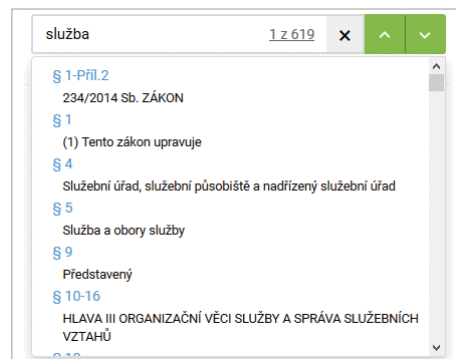 služba 1 z 619
§ 1-Příl.2
234/2014 Sb. ZÁKON
§ 1
(1) Tento zákon upravuje
§ 4
Služební úřad, služební působiště a nadřízený služební úřad
§ 5
Služba a obory služby
§ 9
Představený
§ 10-16
HLAVA III ORGANIZAČNÍ VĚCI SLUŽBY A SPRÁVA SLUŽEBNÍCH
VZTAHŮ